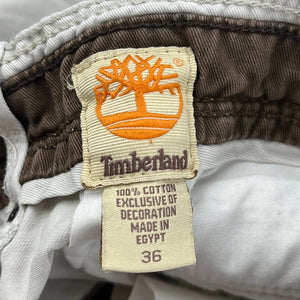 ®
Timberland
100% COTTON
EXCLUSIVE OF
DECORATION
MADE IN
EGYPT
36